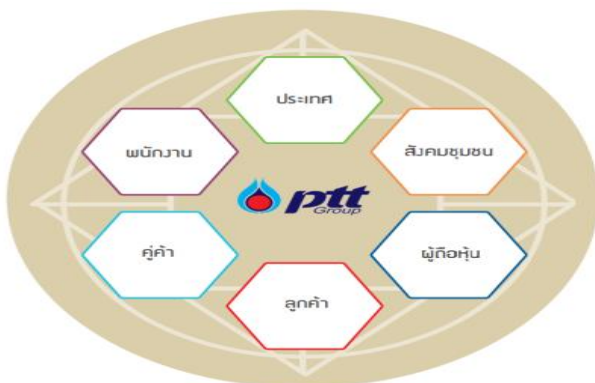 ประเทศ
พนักงาน
สังคมชุมชน
ptt
Group
คู่ค้า
ผู้ถือหุ้น
ลูกค้า